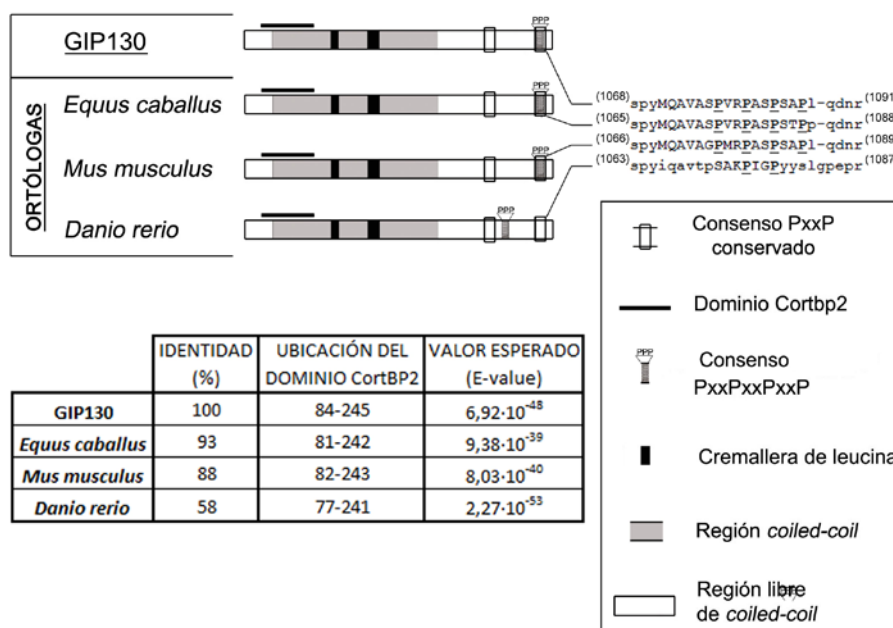 PPP
GIP130
ORTÓLOGAS
PPP
Equus caballus
PPP
Mus musculus
PPP
Danio rerio
(1068)spyMQAVASPVRPASPSAPl-qdnr(1091)
(1065)spyMQAVASPVRPASPSTPp-qdnr(1088)
(1066)spyMQAVAGPMRPASPSAPl-qdnr(1089)
(1063)spyiqavtpSAKPIGPyyslgpepr(1087)
Consenso PxxP
conservado
Dominio Cortbp2
PPP
Consenso
PxxPxxPxxP
Cremallera de leucina
Región coiled-coil
Región libre
de coiled-coil
IDENTIDAD (%) UBICACIÓN DEL DOMINIO CortBP2 VALOR ESPERADO (E-value)
GIP130 100 84-245 6,92·10⁻⁴⁸
Equus caballus 93 81-242 9,38·10⁻³⁹
Mus musculus 88 82-243 8,03·10⁻⁴⁰
Danio rerio 58 77-241 2,27·10⁻⁵³